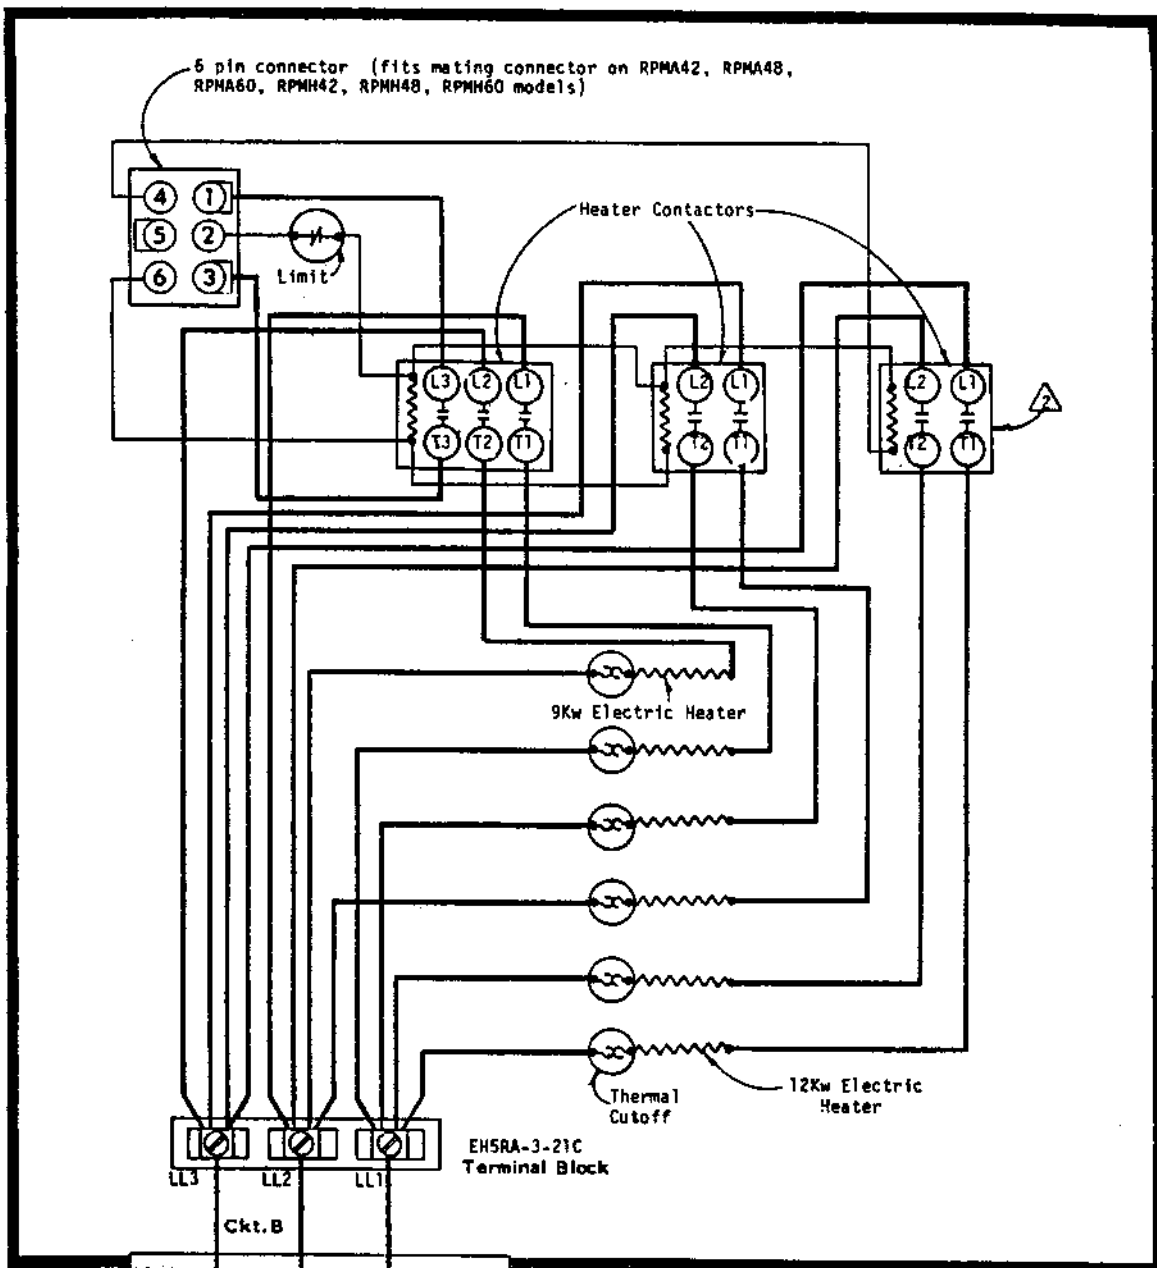 6 pin connector (fits mating connector on RPMA42, RPMA48,
RPMA60, RPMH42, RPMH48, RPMH60 models)
4 1
5 2
6 3
Limit
Heater Contactors
L3 L2 L1
T3 T2 T1
L2 L1
T2 T1
L2 L1
T2 T1
2
9Kw Electric Heater
12Kw Electric
Heater
Thermal
Cutoff
EH5RA-3-21C
Terminal Block
LL3 LL2 LL1
Ckt.B